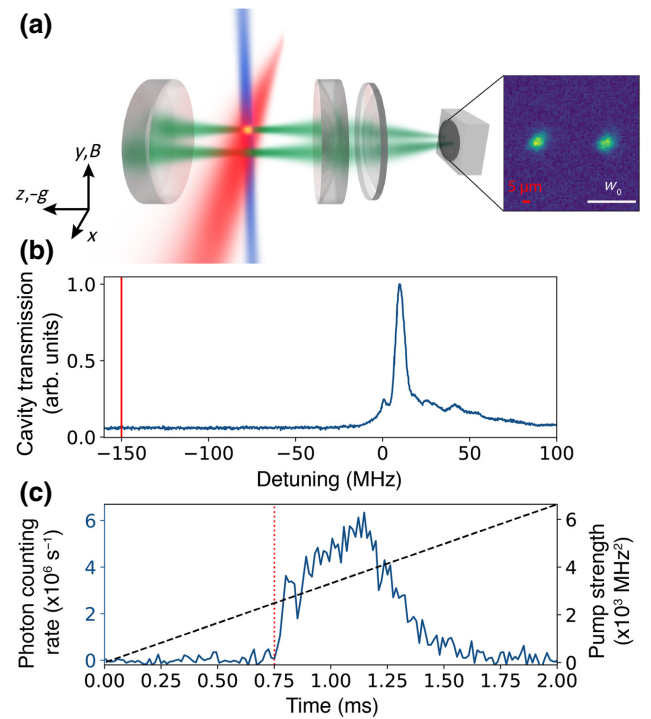 (a)
y,B
z,-g
x
5 μm
w₀
(b)
Cavity transmission
(arb. units)
1.0
0.5
0.0
−150
−100
−50
0
50
100
Detuning (MHz)
(c)
Photon counting
rate (x10⁶ s⁻¹)
6
4
2
0
6
4
2
0
Pump strength
(x10³ MHz²)
0.00
0.25
0.50
0.75
1.00
1.25
1.50
1.75
2.00
Time (ms)